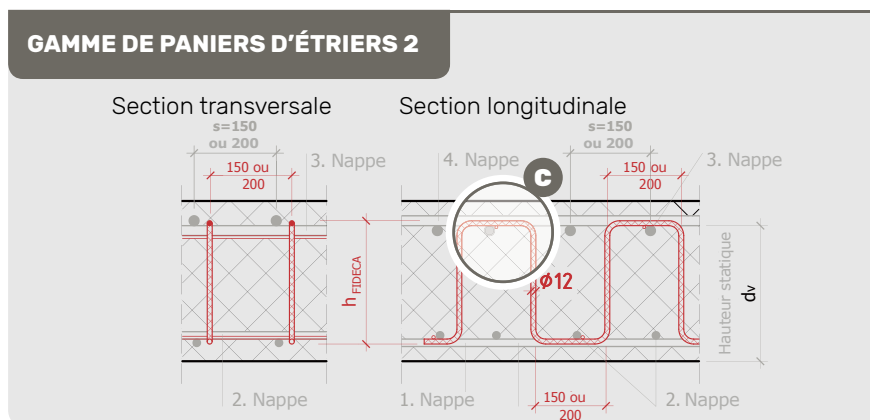 GAMME DE PANIERS D'ÉTRIERS 2
Section transversale
Section longitudinale
s=150
ou 200
150 ou
200
3. Nappe
4. Nappe
C
s=150
ou 200
150 ou
200
3. Nappe
hFIDECA
ϕ12
Hauteur statique
dv
2. Nappe
1. Nappe
150 ou
200
2. Nappe